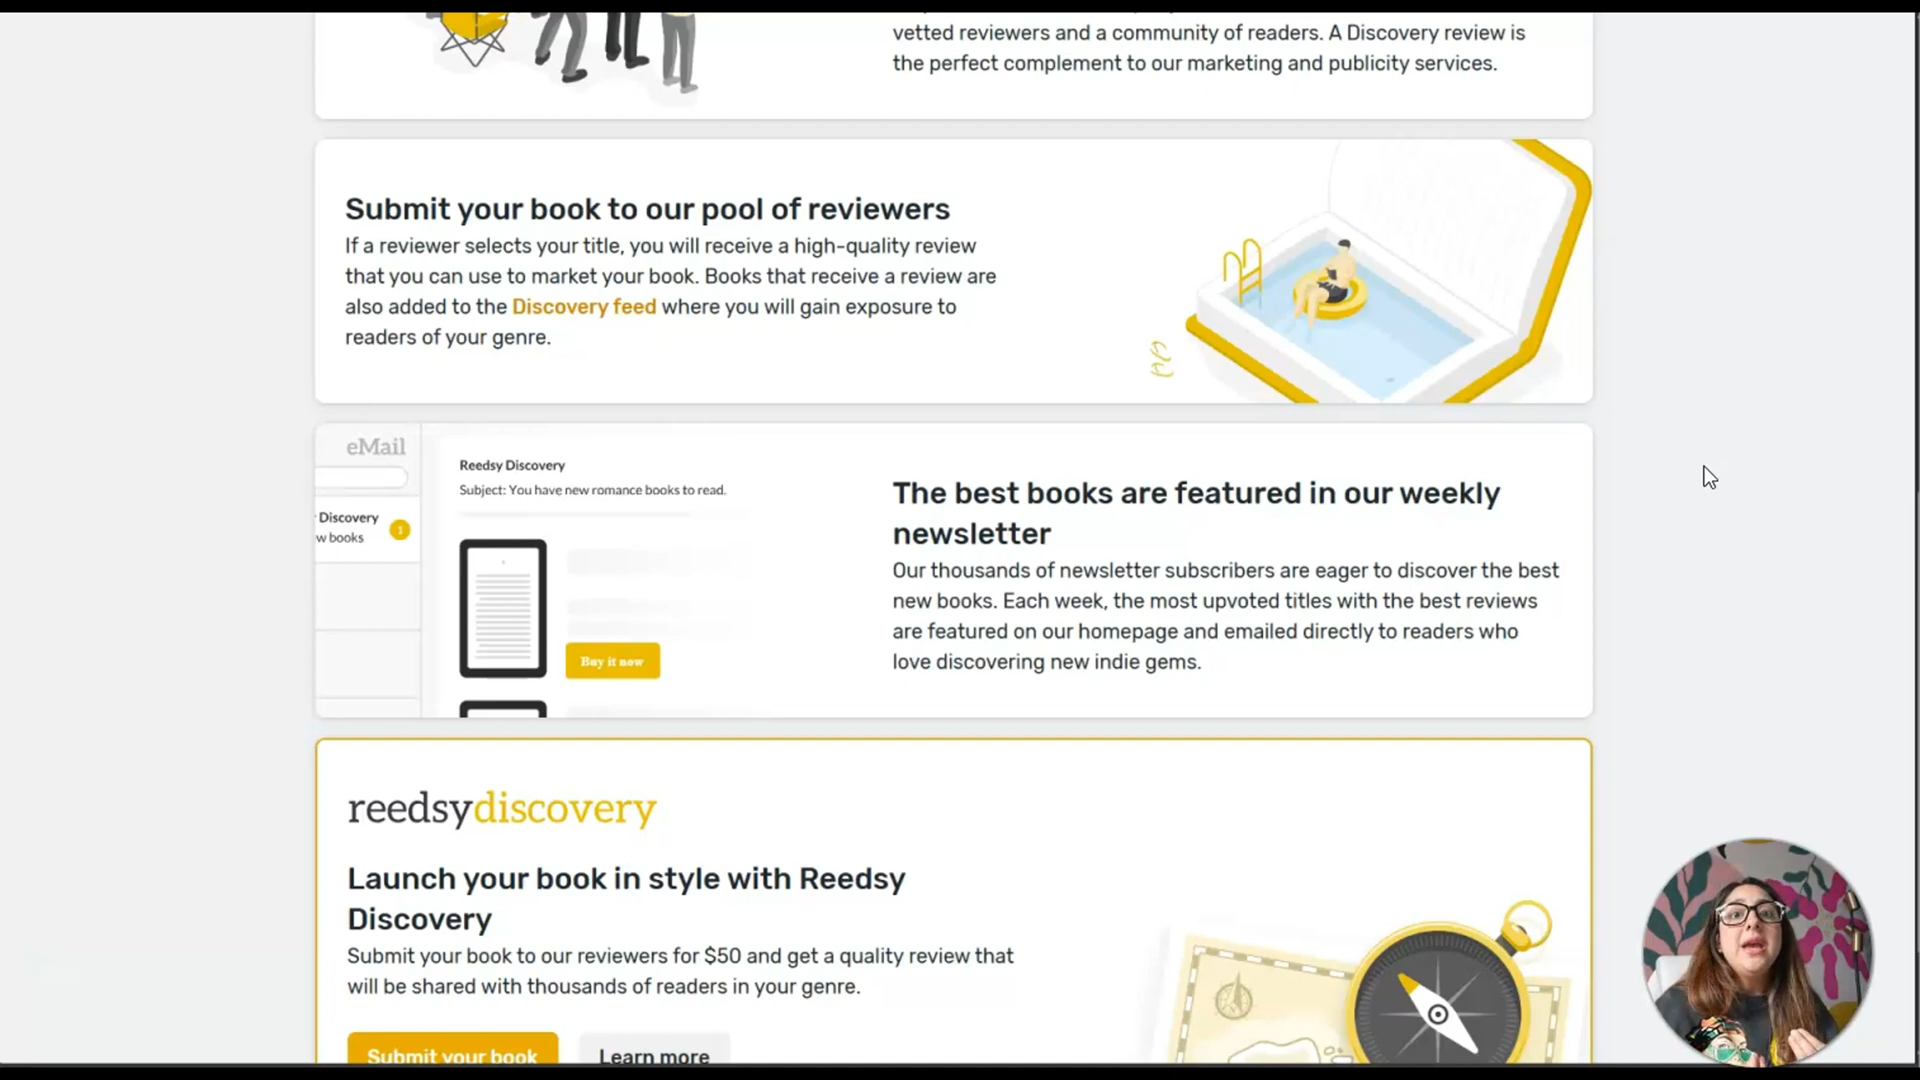 vetted reviewers and a community of readers. A Discovery review is
the perfect complement to our marketing and publicity services.
Submit your book to our pool of reviewers
If a reviewer selects your title, you will receive a high-quality review
that you can use to market your book. Books that receive a review are
also added to the Discovery feed where you will gain exposure to
readers of your genre.
eMail
Discovery
w books
1
Reedsy Discovery
Subject: You have new romance books to read.
Buy it now
The best books are featured in our weekly
newsletter
Our thousands of newsletter subscribers are eager to discover the best
new books. Each week, the most upvoted titles with the best reviews
are featured on our homepage and emailed directly to readers who
love discovering new indie gems.
reedsydiscovery
Launch your book in style with Reedsy
Discovery
Submit your book to our reviewers for $50 and get a quality review that
will be shared with thousands of readers in your genre.
Submit your book
Learn more